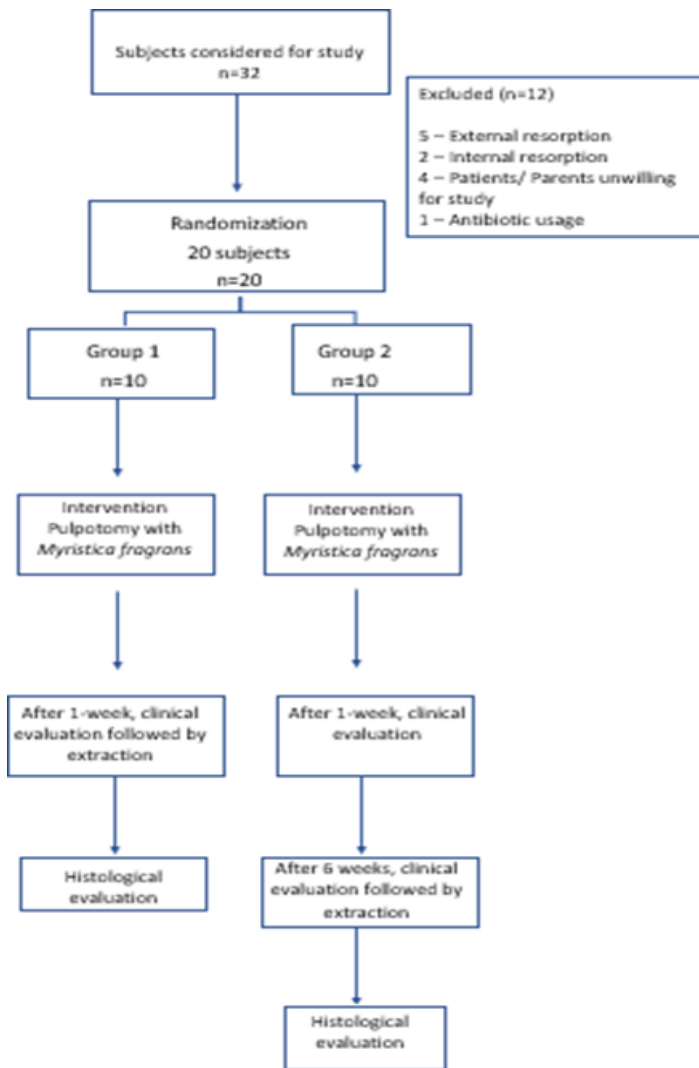 Subjects considered for study
n=32
Excluded (n=12)
5 – External resorption
2 – Internal resorption
4 – Patients/ Parents unwilling
for study
1 – Antibiotic usage
Randomization
20 subjects
n=20
Group 1
n=10
Group 2
n=10
Intervention
Pulpotomy with
Myristica fragrans
Intervention
Pulpotomy with
Myristica fragrans
After 1-week, clinical
evaluation followed by
extraction
After 1-week, clinical
evaluation
Histological
evaluation
After 6 weeks, clinical
evaluation followed by
extraction
Histological
evaluation